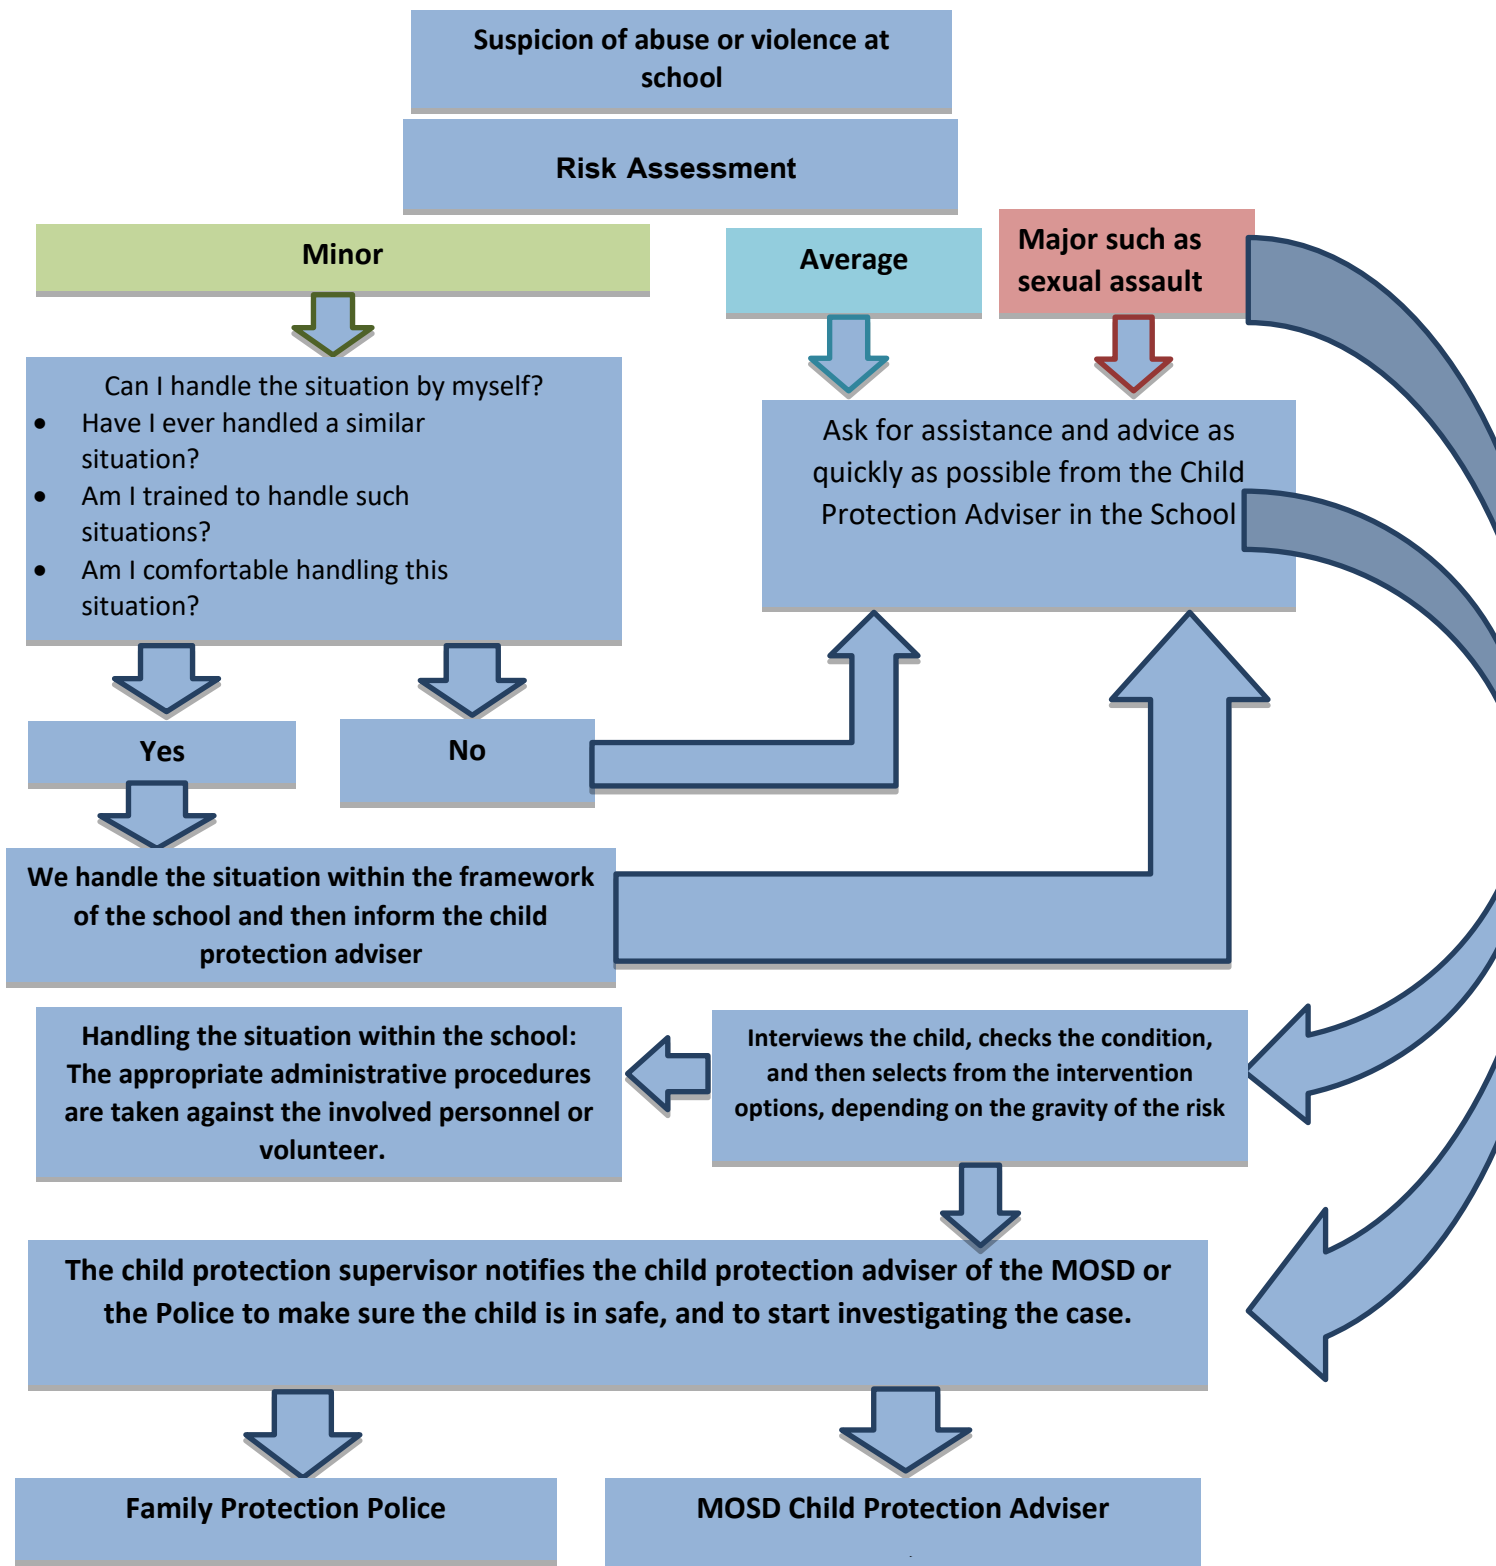 Suspicion of abuse or violence at
school
Risk Assessment
Minor
Average
Major such as
sexual assault
Can I handle the situation by myself?
• Have I ever handled a similar
situation?
• Am I trained to handle such
situations?
• Am I comfortable handling this
situation?
Ask for assistance and advice as
quickly as possible from the Child
Protection Adviser in the School
Yes
No
We handle the situation within the framework
of the school and then inform the child
protection adviser
Handling the situation within the school:
The appropriate administrative procedures
are taken against the involved personnel or
volunteer.
Interviews the child, checks the condition,
and then selects from the intervention
options, depending on the gravity of the risk
The child protection supervisor notifies the child protection adviser of the MOSD or
the Police to make sure the child is in safe, and to start investigating the case.
Family Protection Police
MOSD Child Protection Adviser
.